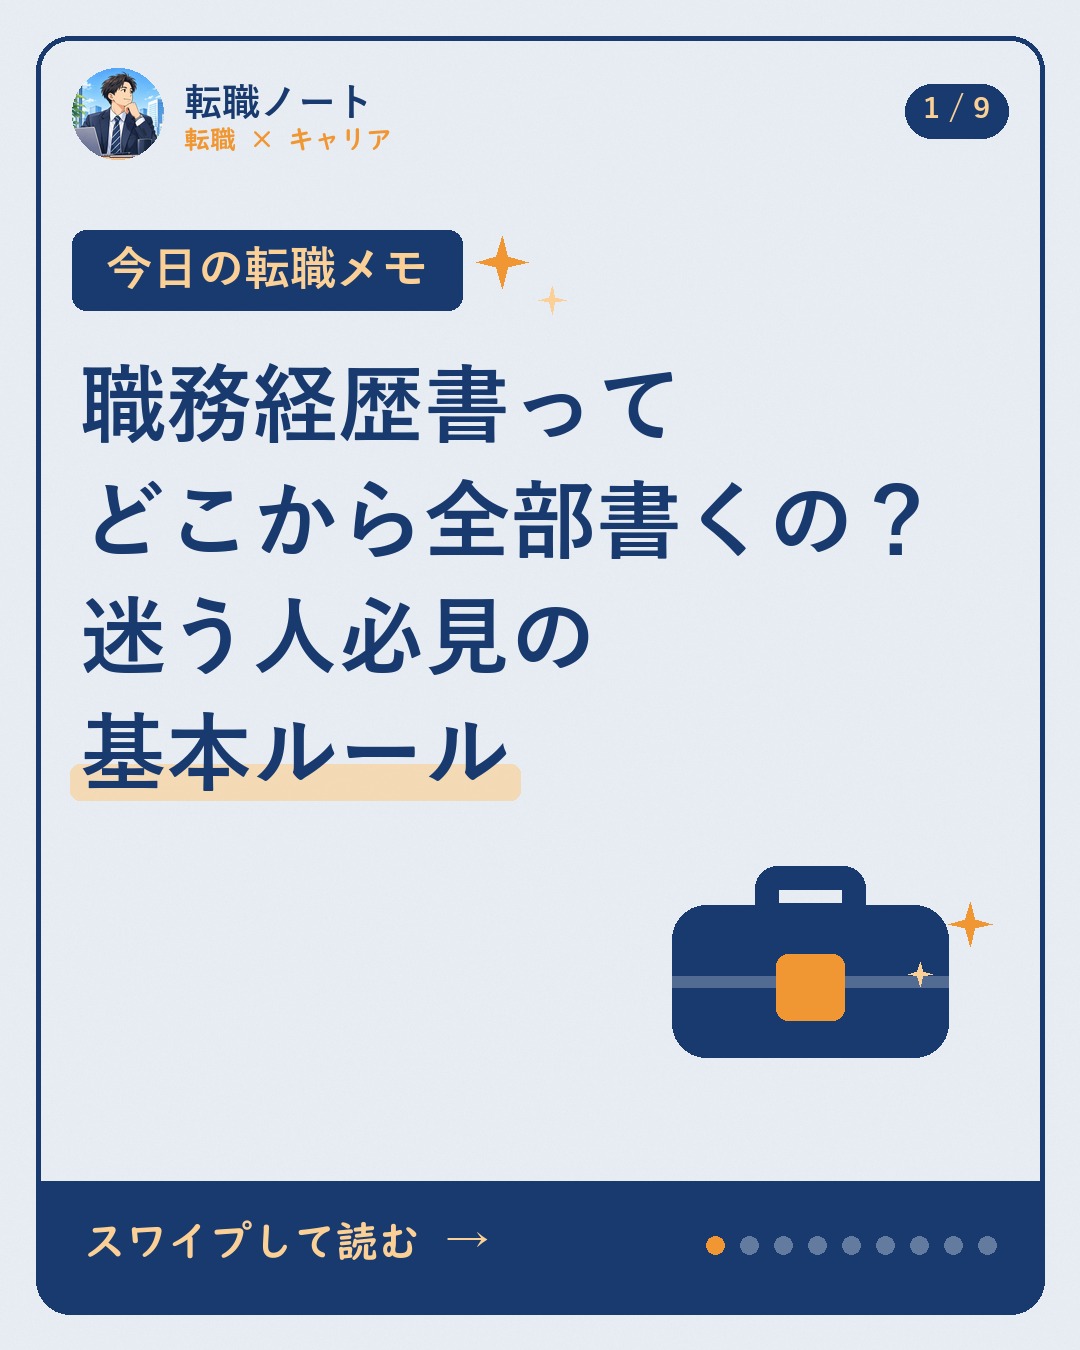 転職ノート
転職 × キャリア
1 / 9
今日の転職メモ
職務経歴書って
どこから全部書くの？
迷う人必見の
基本ルール
スワイプして読む →